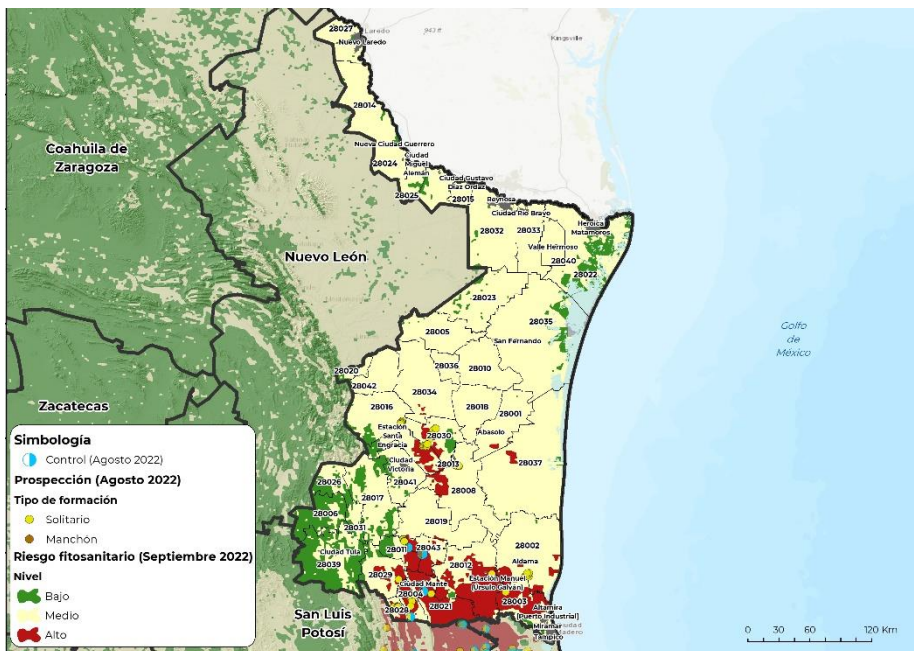 28027
Laredo
943 ft
Kingsville
Nuevo Laredo
28014
Coahuila de
Zaragoza
Nueva Ciudad Guerrero
28024
Ciudad
Miguel
Alemán
Ciudad Gustavo
Díaz Ordaz
28025
28015
Reynosa
Ciudad Río Bravo
28032
28033
Heroica
Matamoros
Valle Hermoso
28040
28022
Nuevo León
28023
28035
San Fernando
28005
Golfo
de
México
28020
28036
28010
28042
28034
28016
28018
28001
Zacatecas
Estación
Santa
Engracia
28030
Abasolo
28013
28037
Ciudad
Victoria
28041
28026
28017
28008
28006
28031
28019
Ciudad Tula
28011
28043
28002
28039
28029
28012
Aldama
Ciudad Mante
Estación Manuel
(Úrsulo Galván)
28004
28003
28028
28021
Altamira
(Puerto Industrial)
San Luis
Potosí
Miramar
Ciudad
Madero
Tampico
Simbología
Control (Agosto 2022)
Prospección (Agosto 2022)
Tipo de formación
Solitario
Manchón
Riesgo fitosanitario (Septiembre 2022)
Nivel
Bajo
Medio
Alto
0 30 60 120 Km